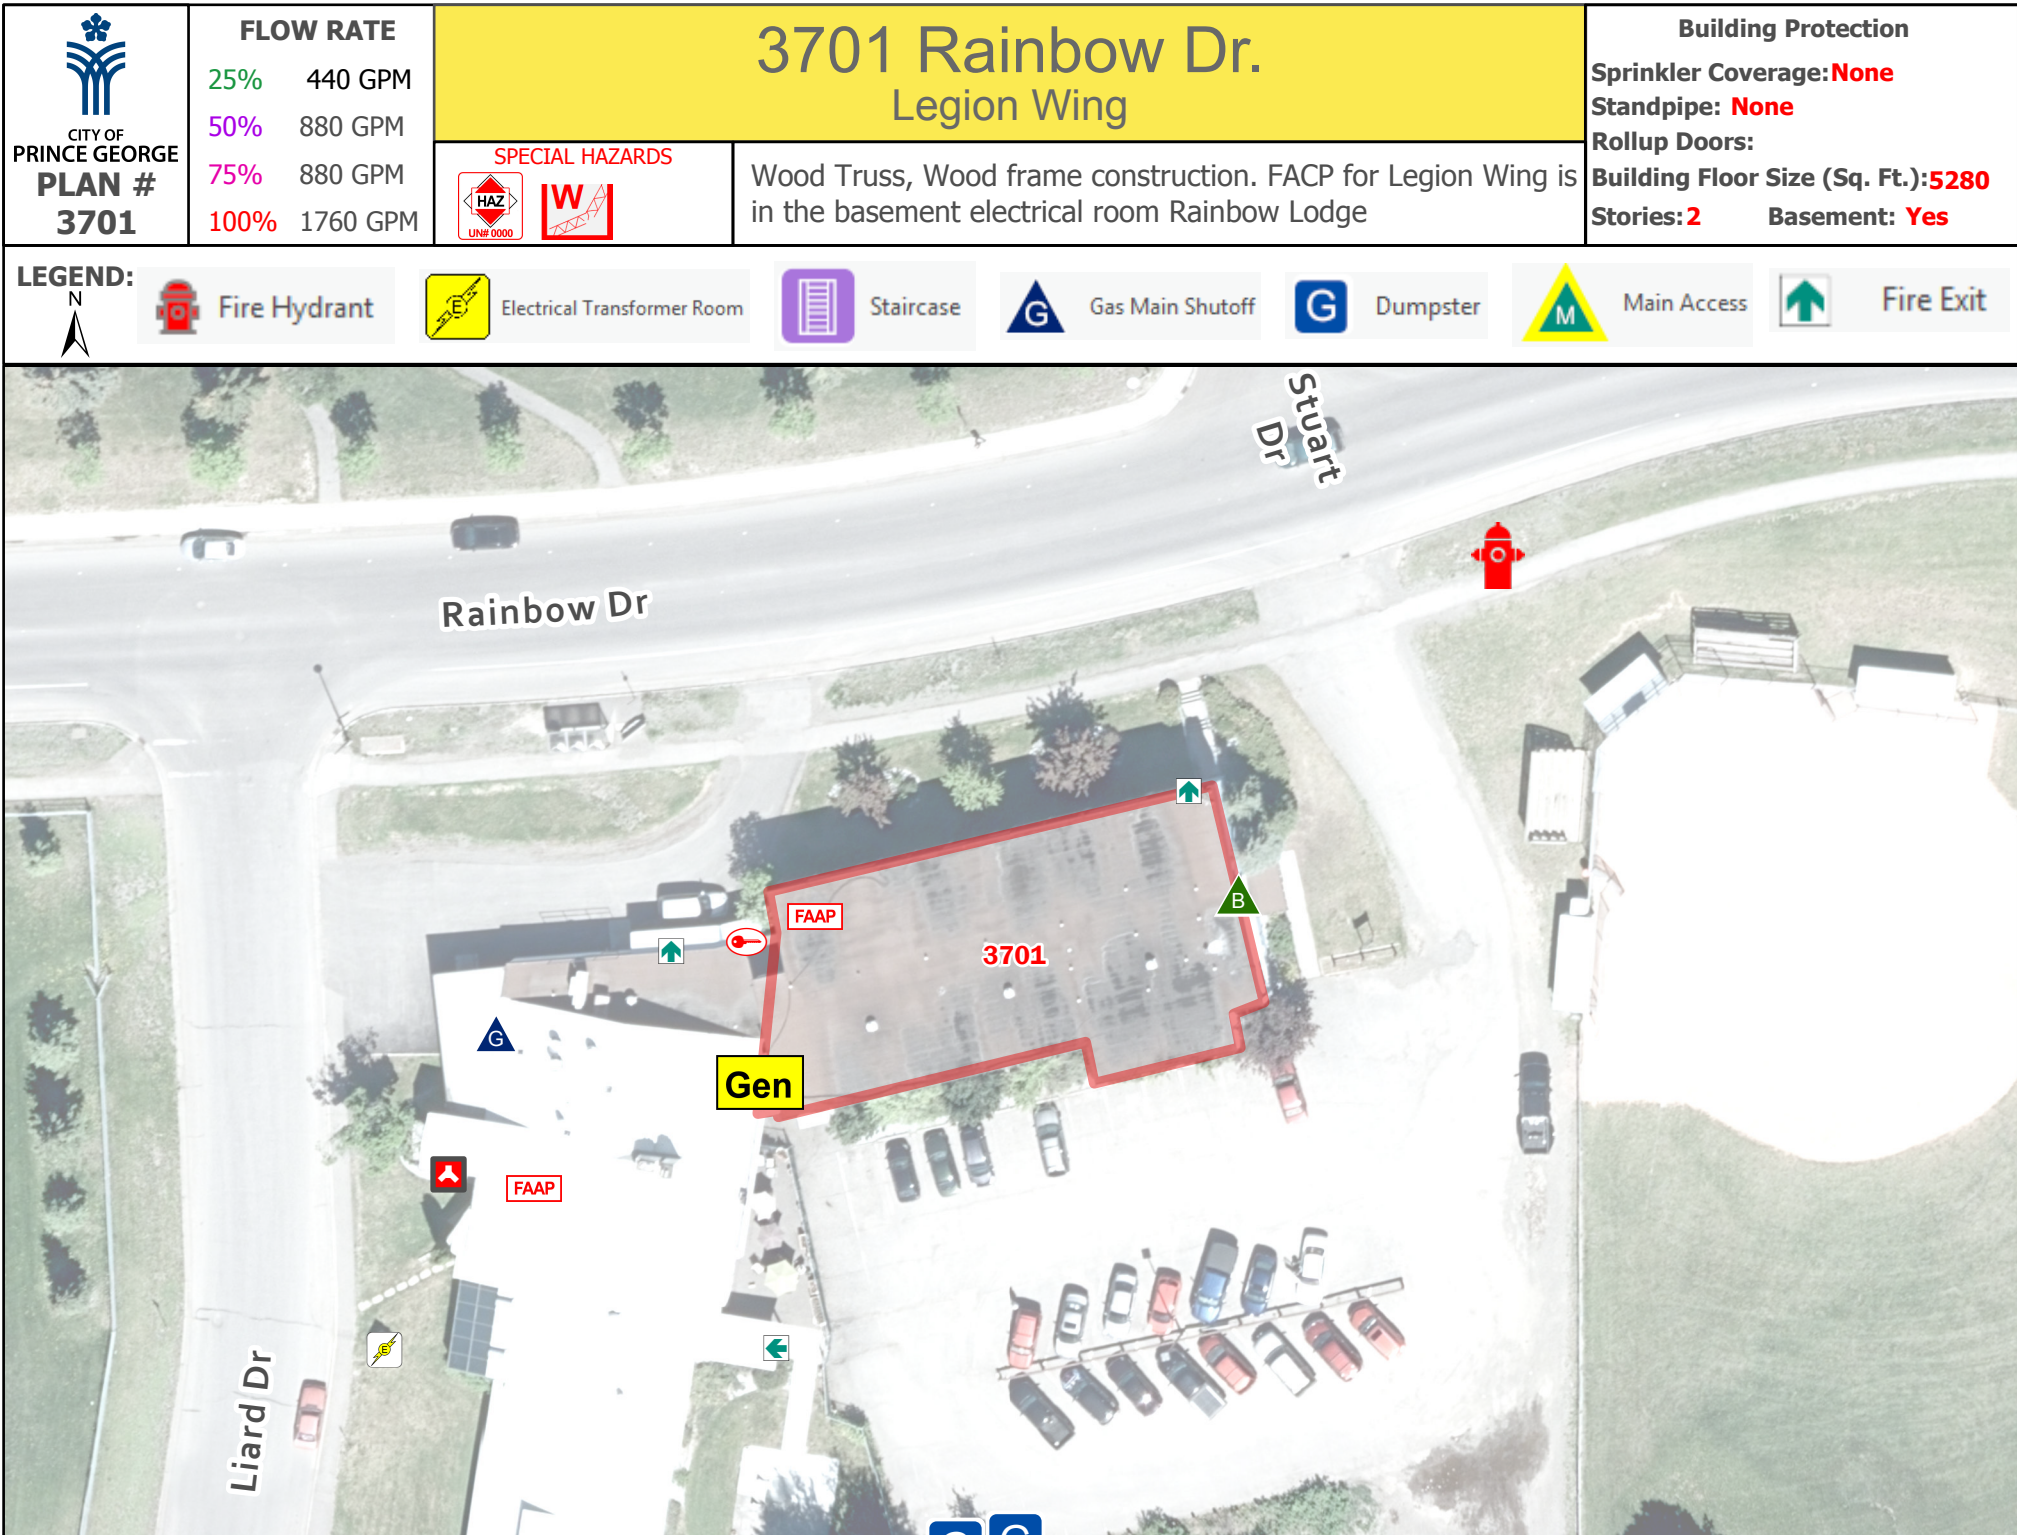 CITY OF
PRINCE GEORGE
PLAN #
3701
FLOW RATE
25% 440 GPM
50% 880 GPM
75% 880 GPM
100% 1760 GPM
3701 Rainbow Dr.
Legion Wing
SPECIAL HAZARDS
HAZ
UN# 0000
W
Wood Truss, Wood frame construction. FACP for Legion Wing is
in the basement electrical room Rainbow Lodge
Building Protection
Sprinkler Coverage: None
Standpipe: None
Rollup Doors:
Building Floor Size (Sq. Ft.): 5280
Stories: 2 Basement: Yes
LEGEND:
N
Fire Hydrant
E
Electrical Transformer Room
Staircase
G
Gas Main Shutoff
G
Dumpster
M
Main Access
Fire Exit
Stuart
Dr
Rainbow Dr
FAAP
B
3701
G
Gen
FAAP
E
Liard Dr
G G